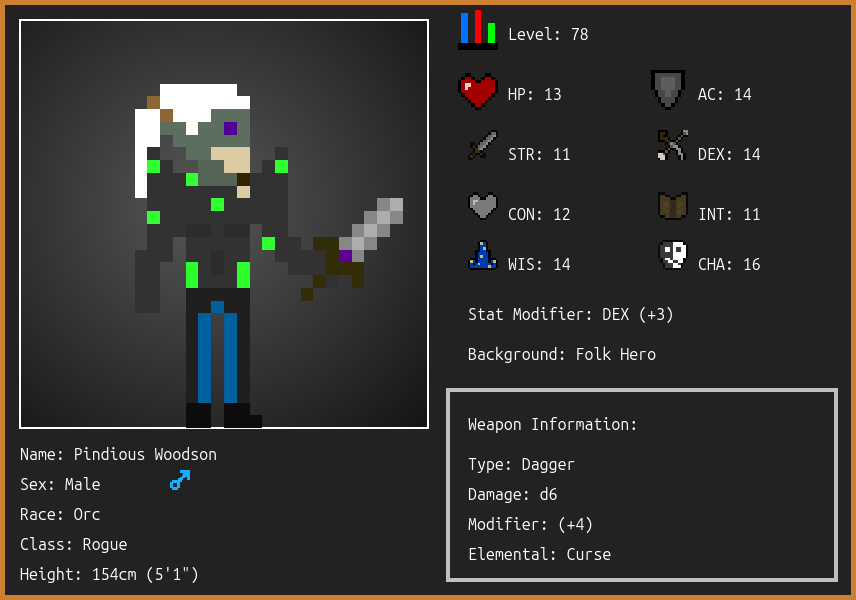 Level: 78
HP: 13
AC: 14
STR: 11
DEX: 14
CON: 12
INT: 11
WIS: 14
CHA: 16
Stat Modifier: DEX (+3)
Background: Folk Hero
Weapon Information:
Type: Dagger
Damage: d6
Modifier: (+4)
Elemental: Curse
Name: Pindious Woodson
Sex: Male
Race: Orc
Class: Rogue
Height: 154cm (5'1")